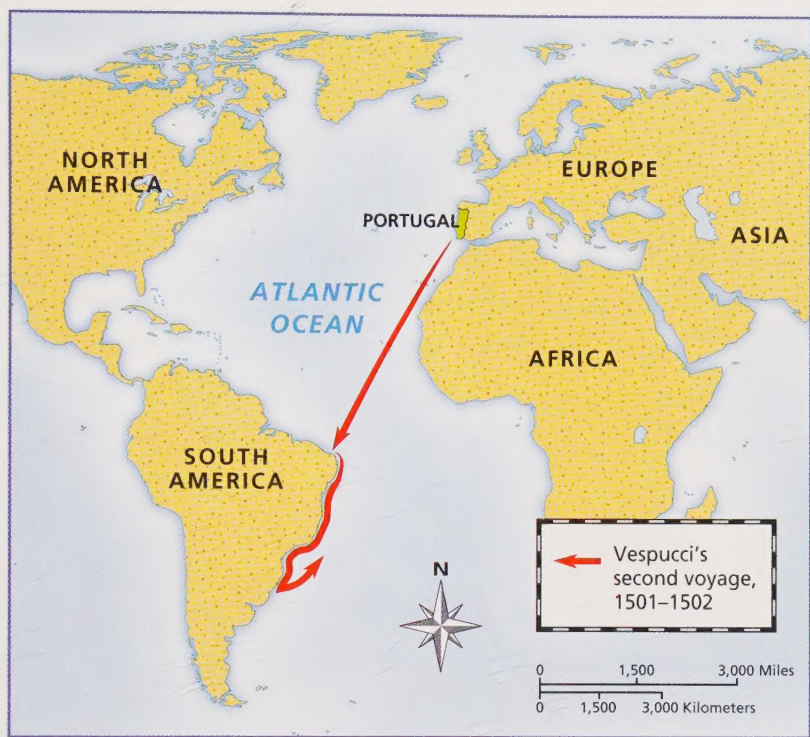 NORTH
AMERICA
EUROPE
PORTUGAL
ASIA
ATLANTIC
OCEAN
AFRICA
SOUTH
AMERICA
N
Vespucci's
second voyage,
1501–1502
0 1,500 3,000 Miles
0 1,500 3,000 Kilometers